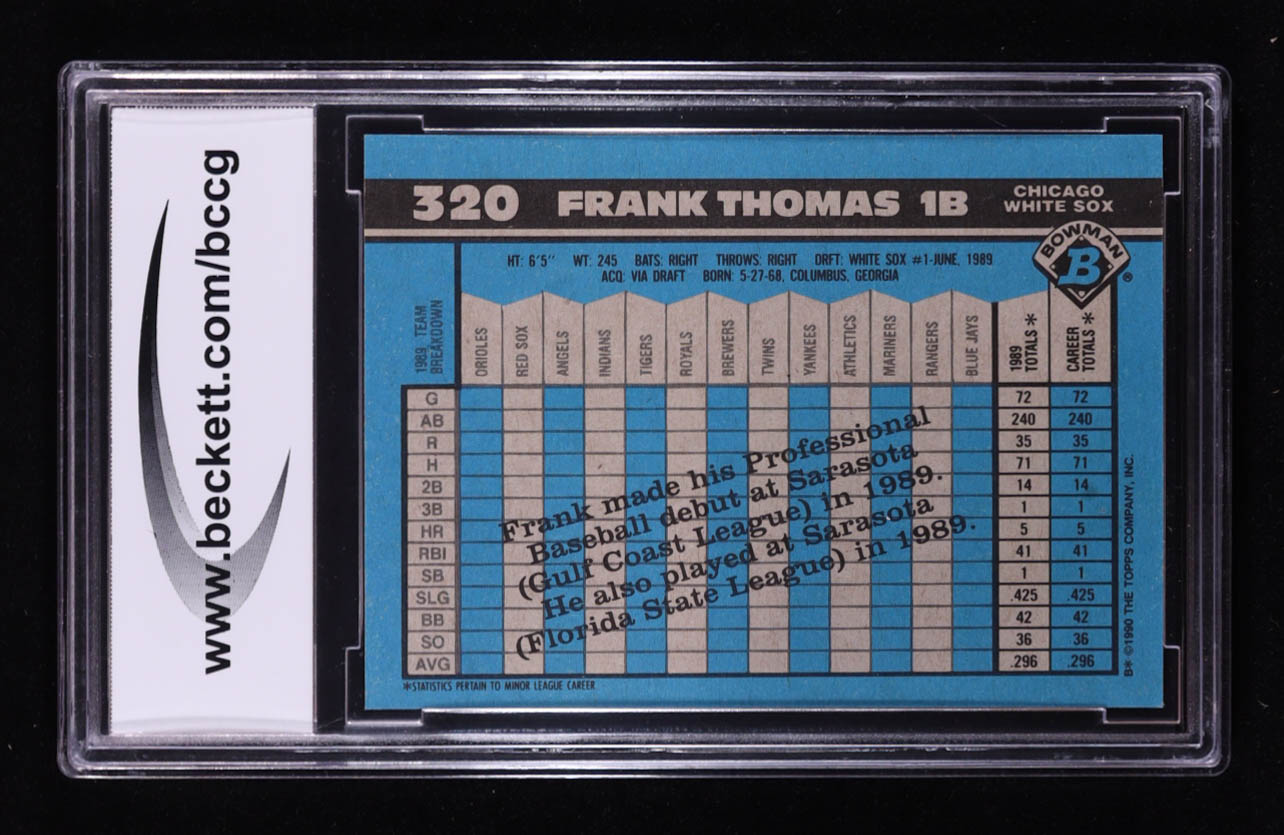 www.beckett.com/bccg
320 FRANK THOMAS 1B
CHICAGO
WHITE SOX
BOWMAN
B
®
HT: 6'5" WT: 245 BATS: RIGHT THROWS: RIGHT DRFT: WHITE SOX #1-JUNE, 1989
ACQ: VIA DRAFT BORN: 5-27-68, COLUMBUS, GEORGIA
1989 TEAM
BREAKDOWN
ORIOLES
RED SOX
ANGELS
INDIANS
TIGERS
ROYALS
BREWERS
TWINS
YANKEES
ATHLETICS
MARINERS
RANGERS
BLUE JAYS
1989
TOTALS *
CAREER
TOTALS *
G 72 72
AB 240 240
R 35 35
H 71 71
2B 14 14
3B 1 1
HR 5 5
RBI 41 41
SB 1 1
SLG .425 .425
BB 42 42
SO 36 36
AVG .296 .296
Frank made his Professional
Baseball debut at Sarasota
(Gulf Coast League) in 1989.
He also played at Sarasota
(Florida State League) in 1989.
*STATISTICS PERTAIN TO MINOR LEAGUE CAREER
B* ©1990 THE TOPPS COMPANY, INC.